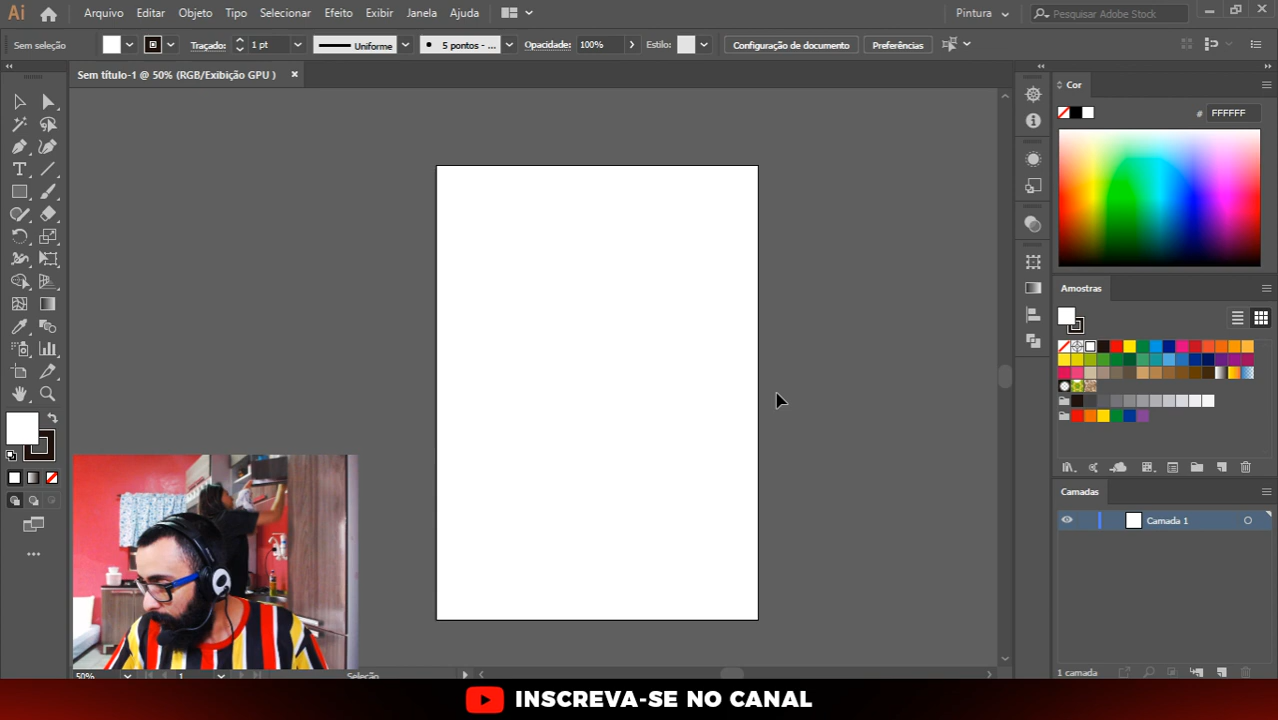 Ai Arquivo Editar Objeto Tipo Selecionar Efeito Exibir Janela Ajuda Pintura Pesquisar Adobe Stock
Sem seleção Traçado: 1 pt Uniforme 5 pontos - ... Opacidade: 100% Estilo: Configuração de documento Preferências
Sem título-1 @ 50% (RGB/Exibição GPU )
Cor
# FFFFFF
Amostras
Camadas
Camada 1
50% 1 Seleção
1 camada
INSCREVA-SE NO CANAL